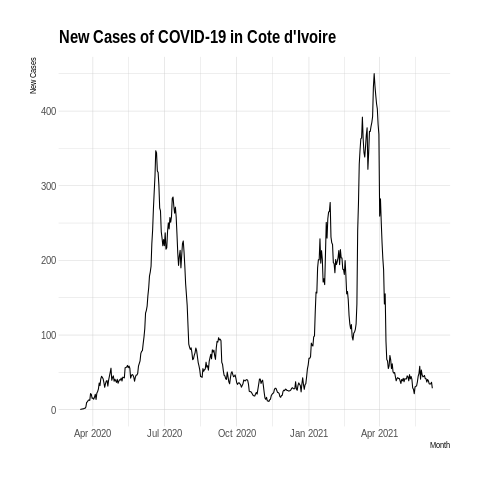 New Cases of COVID-19 in Cote d'Ivoire
New Cases
400
300
200
100
0
Apr 2020 Jul 2020 Oct 2020 Jan 2021 Apr 2021
Month